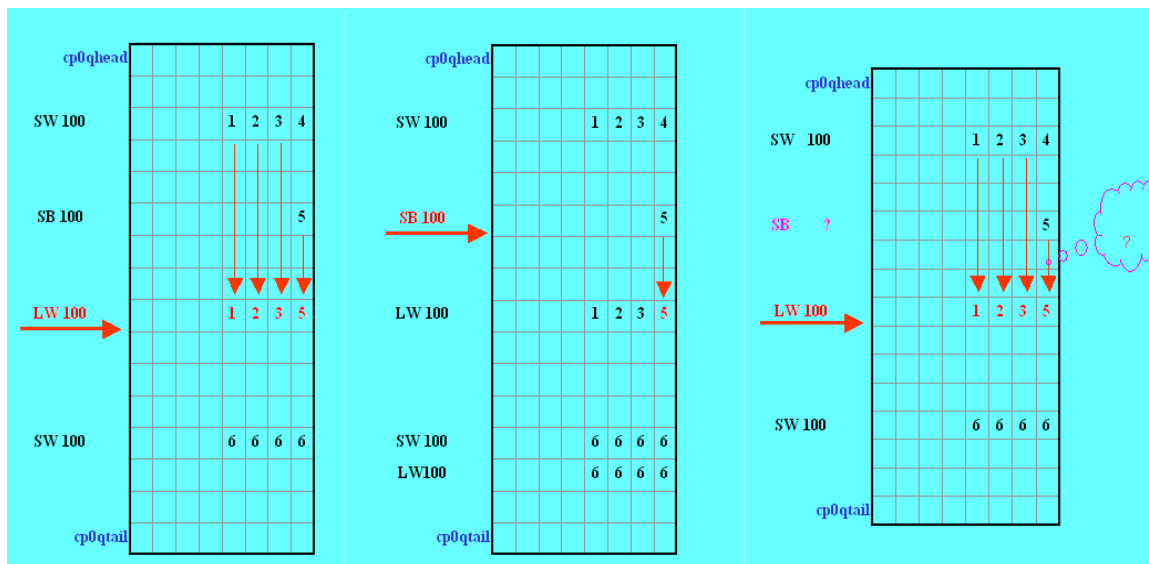 cp0qhead
SW 100 1 2 3 4
SB 100 5
LW 100 1 2 3 5
SW 100 6 6 6 6
cp0qtail
cp0qhead
SW 100 1 2 3 4
SB 100 5
LW 100 1 2 3 5
SW 100 6 6 6 6
LW100 6 6 6 6
cp0qtail
cp0qhead
SW 100 1 2 3 4
SB ? 5
?
LW 100 1 2 3 5
SW 100 6 6 6 6
cp0qtail